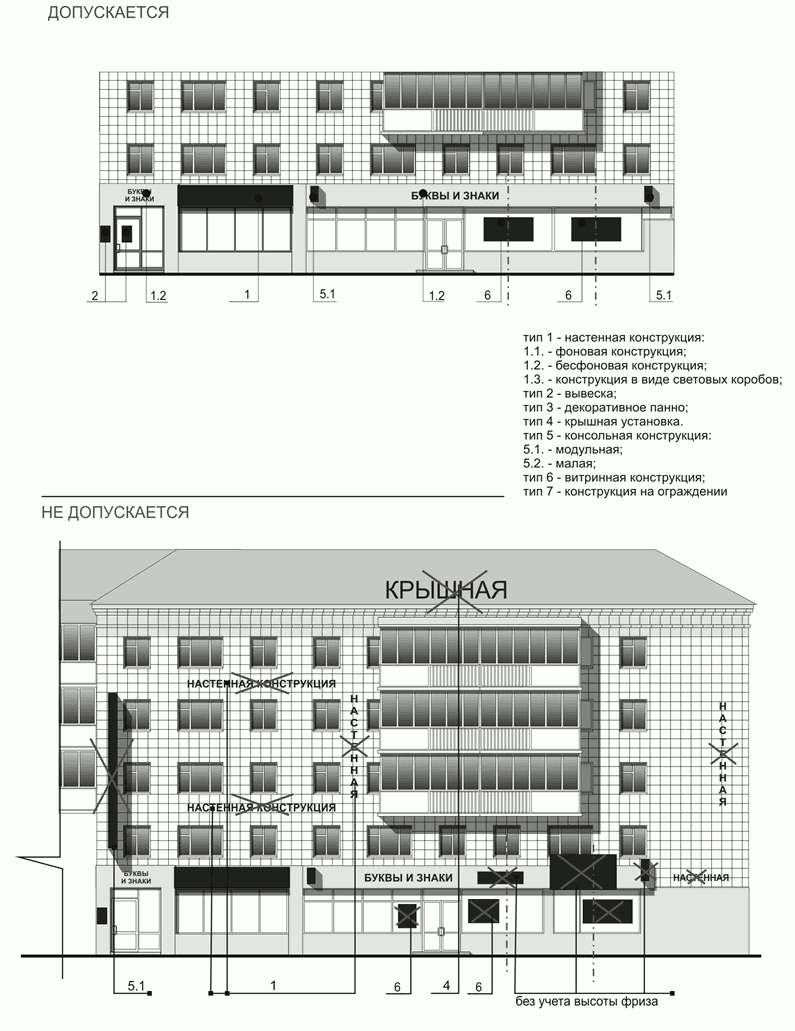 ДОПУСКАЕТСЯ
БУКВЫ
И ЗНАКИ
БУКВЫ И ЗНАКИ
2
1.2
1
5.1
1.2
6
6
5.1
тип 1 - настенная конструкция:
1.1. - фоновая конструкция;
1.2. - бесфоновая конструкция;
1.3. - конструкция в виде световых коробов;
тип 2 - вывеска;
тип 3 - декоративное панно;
тип 4 - крышная установка.
тип 5 - консольная конструкция:
5.1. - модульная;
5.2. - малая;
тип 6 - витринная конструкция;
тип 7 - конструкция на ограждении
НЕ ДОПУСКАЕТСЯ
КРЫШНАЯ
НАСТЕННАЯ КОНСТРУКЦИЯ
НАСТЕННАЯ
НАСТЕННАЯ
НАСТЕННАЯ КОНСТРУКЦИЯ
БУКВЫ
И ЗНАКИ
БУКВЫ И ЗНАКИ
НАСТЕННАЯ
5.1
1
6
4
6
без учета высоты фриза